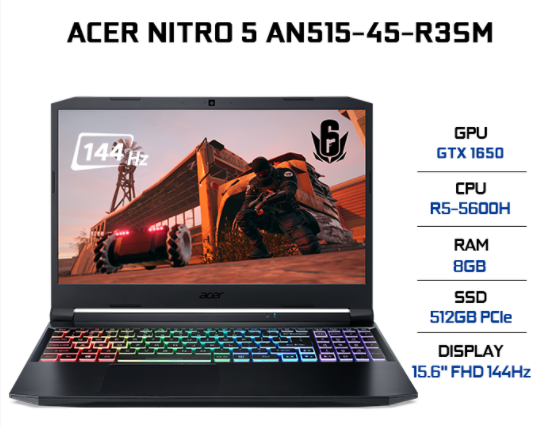 ACER NITRO 5 AN515-45-R3SM
144 Hz
6
acer
GPU
GTX 1650
CPU
R5-5600H
RAM
8GB
SSD
512GB PCIe
DISPLAY
15.6" FHD 144Hz